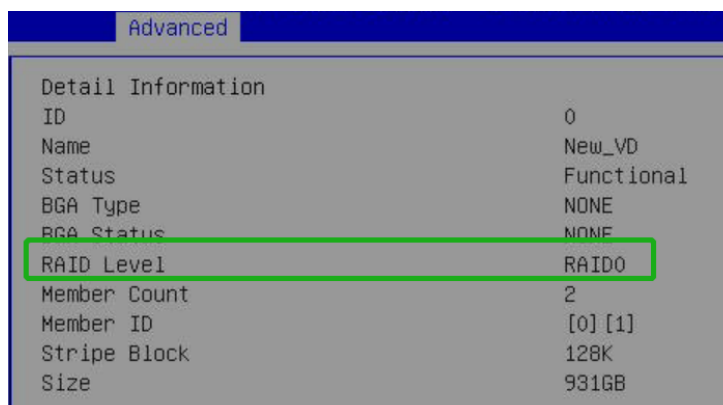 Advanced
Detail Information
ID 0
Name New_VD
Status Functional
BGA Type NONE
BGA Status NONE
RAID Level RAID0
Member Count 2
Member ID [0][1]
Stripe Block 128K
Size 931GB